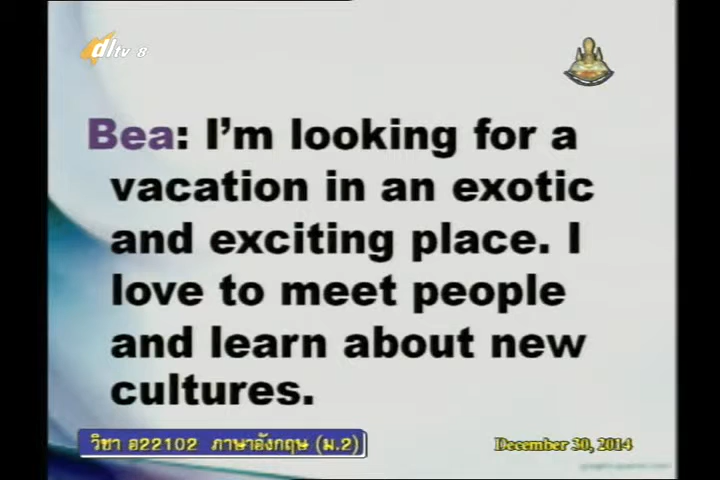 dltv-8
Bea: I'm looking for a
vacation in an exotic
and exciting place. I
love to meet people
and learn about new
cultures.
วิชา อ22102 ภาษาอังกฤษ (ม.2)
December 30, 2014